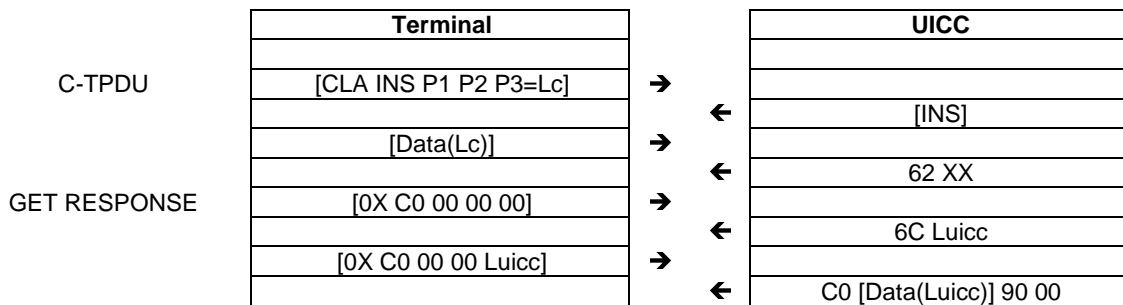 Terminal UICC
C-TPDU [CLA INS P1 P2 P3=Lc] ➔
🡰 [INS]
[Data(Lc)] ➔
🡰 62 XX
GET RESPONSE [0X C0 00 00 00] ➔
🡰 6C Luicc
[0X C0 00 00 Luicc] ➔
🡰 C0 [Data(Luicc)] 90 00